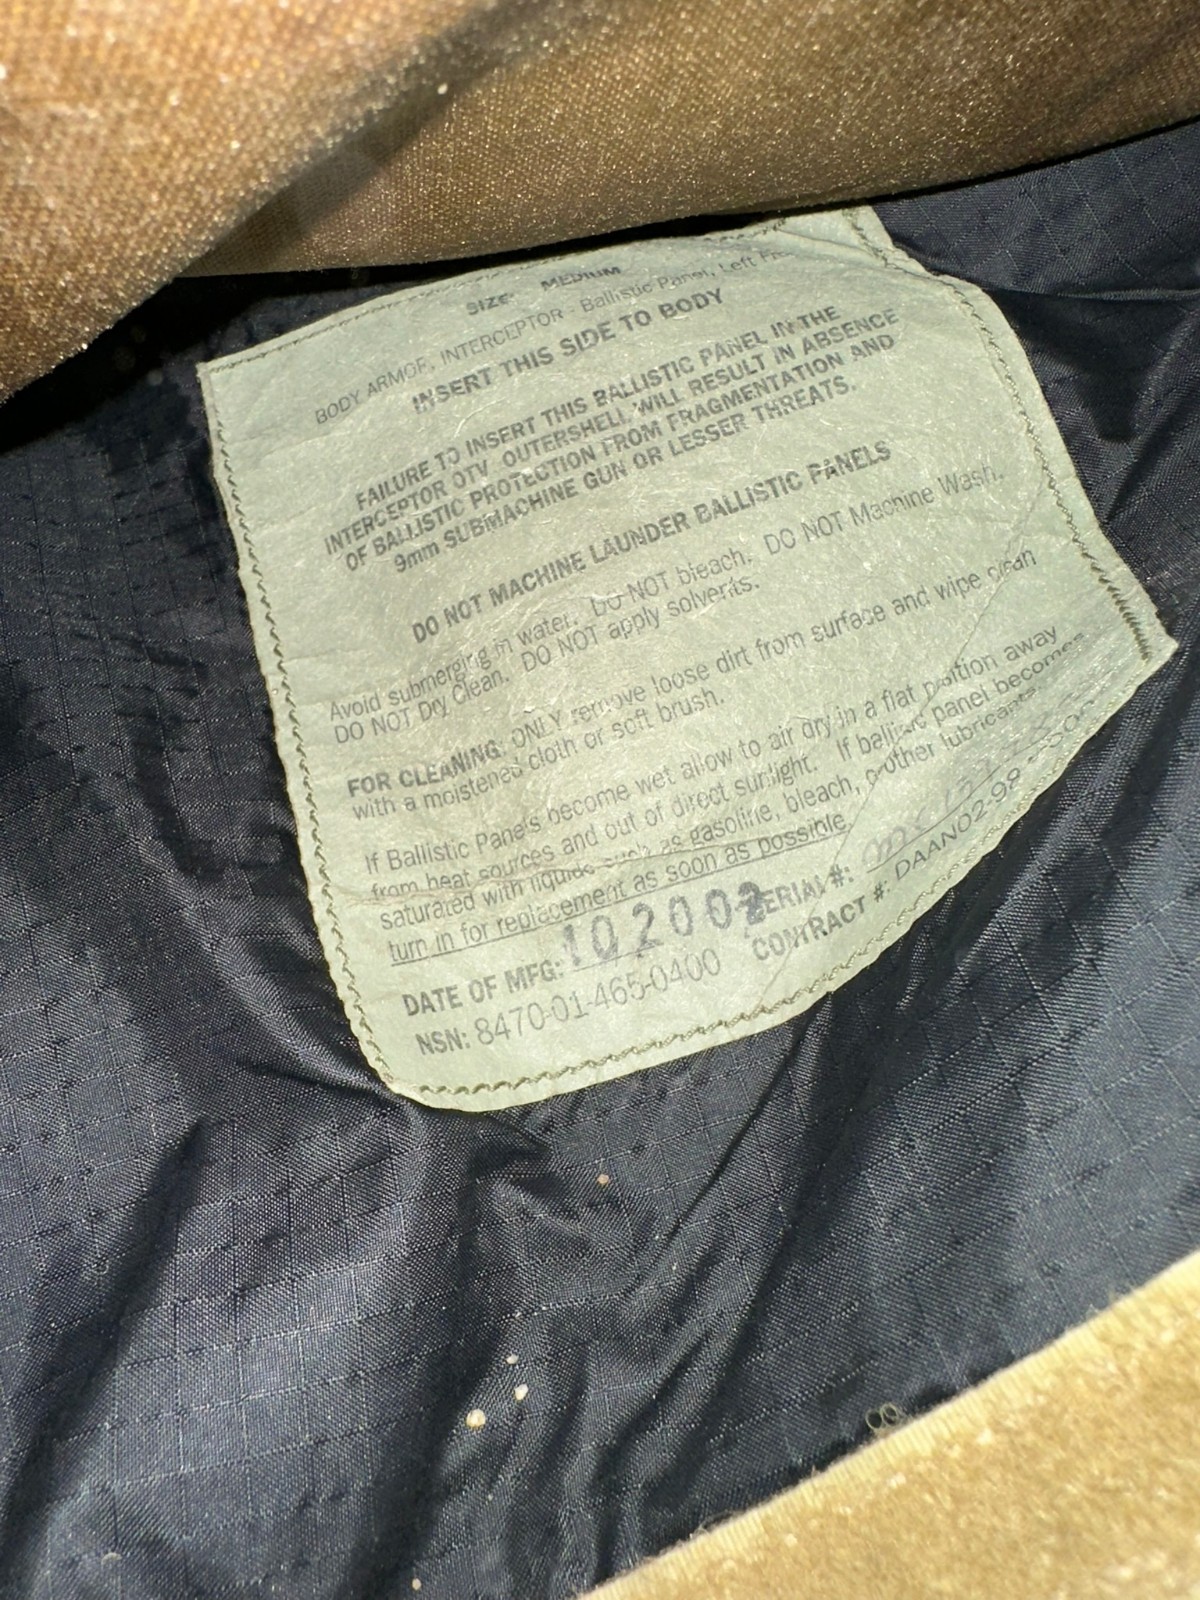 SIZE: MEDIUM
BODY ARMOR, INTERCEPTOR - Ballistic Panel, Left
INSERT THIS SIDE TO BODY
FAILURE TO INSERT THIS BALLISTIC PANEL IN THE
INTERCEPTOR OTV OUTERSHELL WILL RESULT IN ABSENCE
OF BALLISTIC PROTECTION FROM FRAGMENTATION AND
9mm SUBMACHINE GUN OR LESSER THREATS.
DO NOT MACHINE LAUNDER BALLISTIC PANELS
Avoid submerging in water. DO NOT bleach. DO NOT Machine Wash.
DO NOT Dry Clean. DO NOT apply solvents.
FOR CLEANING: ONLY remove loose dirt from surface and wipe clean
with a moistened cloth or soft brush.
If Ballistic Panels become wet allow to air dry in a flat position away
from heat sources and out of direct sunlight. If ballistic panel becomes
saturated with liquids such as gasoline, bleach, or other lubricants,
turn in for replacement as soon as possible.
DATE OF MFG: 102002 SERIAL #:
NSN: 8470-01-465-0400 CONTRACT #: DAAN02-98